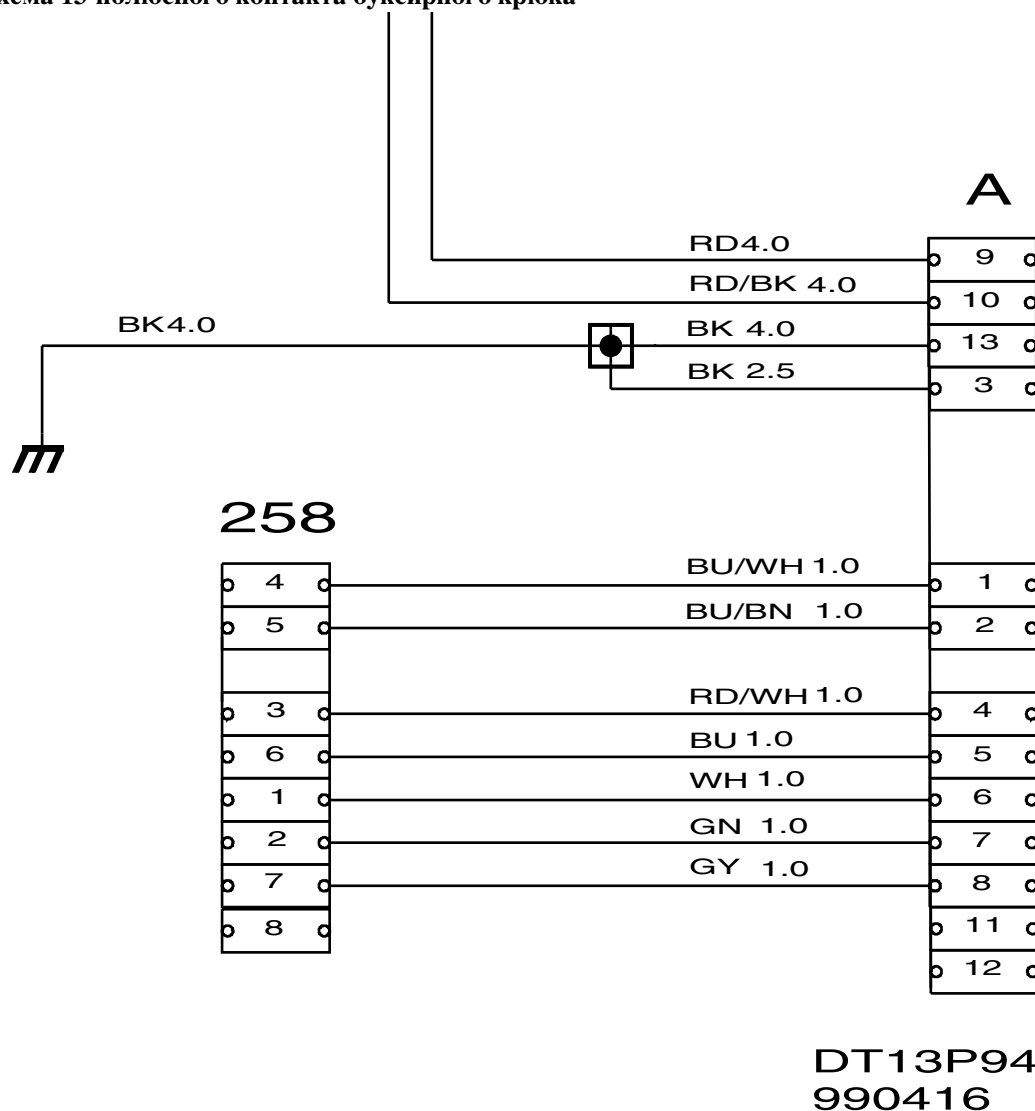 13-полюсного контакта буксирного крюка
A
RD4.0
9
RD/BK 4.0
10
BK4.0
BK 4.0
13
BK 2.5
3
258
4
BU/WH 1.0
1
5
BU/BN 1.0
2
3
RD/WH 1.0
4
6
BU 1.0
5
1
WH 1.0
6
2
GN 1.0
7
7
GY 1.0
8
8
11
12
DT13P94
990416